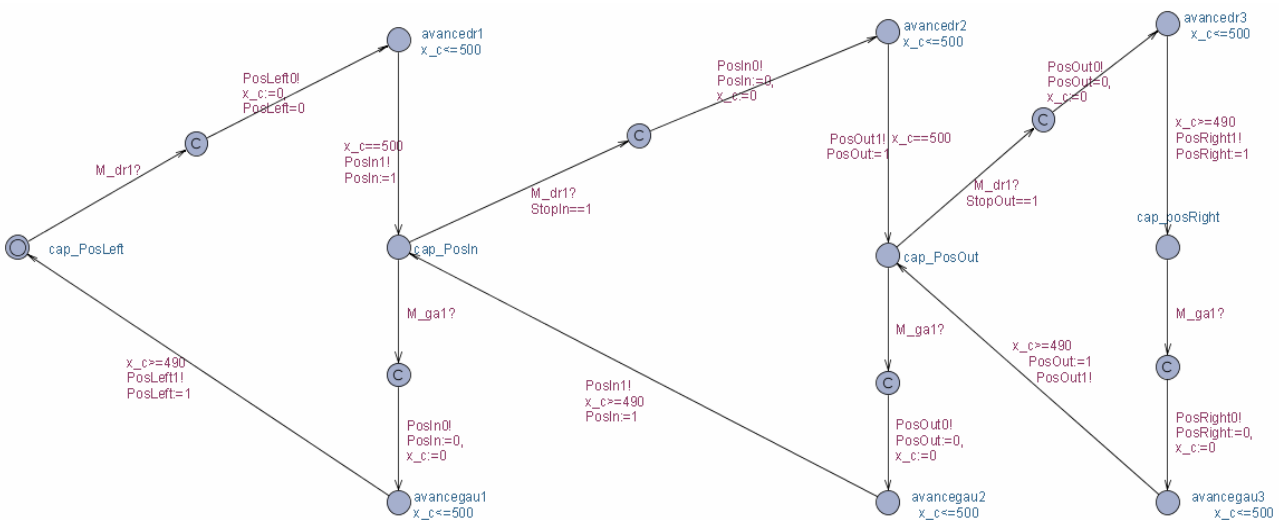 avancedr1
x_c<=500
avancedr2
x_c<=500
avancedr3
x_c<=500
PosLeft0!
x_c:=0,
PosLeft=0
PosIn0!
PosIn:=0,
x_c:=0
PosOut0!
PosOut=0,
x_c:=0
C
C
C
M_dr1?
x_c==500
PosIn1!
PosIn:=1
M_dr1?
StopIn==1
PosOut1!
PosOut:=1
x_c==500
M_dr1?
StopOut==1
x_c>=490
PosRight1!
PosRight:=1
cap_PosLeft
cap_PosIn
cap_PosOut
cap_posRight
M_ga1?
M_ga1?
M_ga1?
C
C
C
x_c>=490
PosLeft1!
PosLeft:=1
PosIn1!
x_c>=490
PosIn:=1
x_c>=490
PosOut:=1
PosOut1!
PosIn0!
PosIn:=0,
x_c:=0
PosOut0!
PosOut:=0,
x_c:=0
PosRight0!
PosRight:=0,
x_c:=0
avancegau1
x_c<=500
avancegau2
x_c<=500
avancegau3
x_c<=500